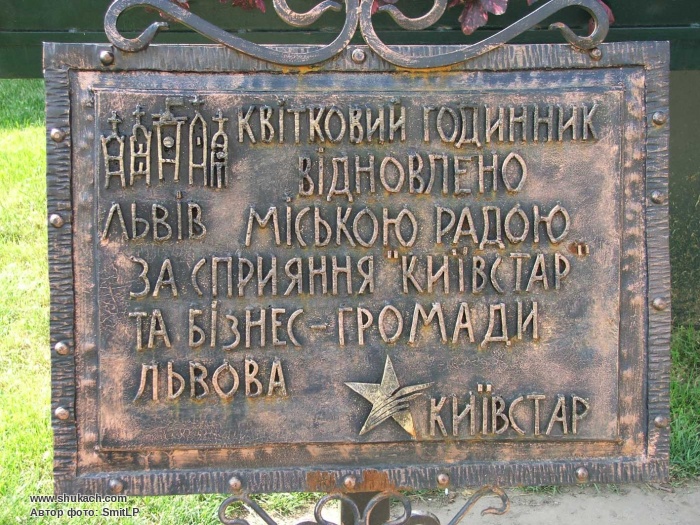 КВІТКОВИЙ ГОДИННИК
ВІДНОВЛЕНО
ЛЬВІВ
МІСЬКОЮ РАДОЮ
ЗА СПРИЯННЯ "КИЇВСТАР"
ТА БІЗНЕС-ГРОМАДИ
ЛЬВОВА
КИЇВСТАР
www.shukach.com
Автор фото: SmitLP